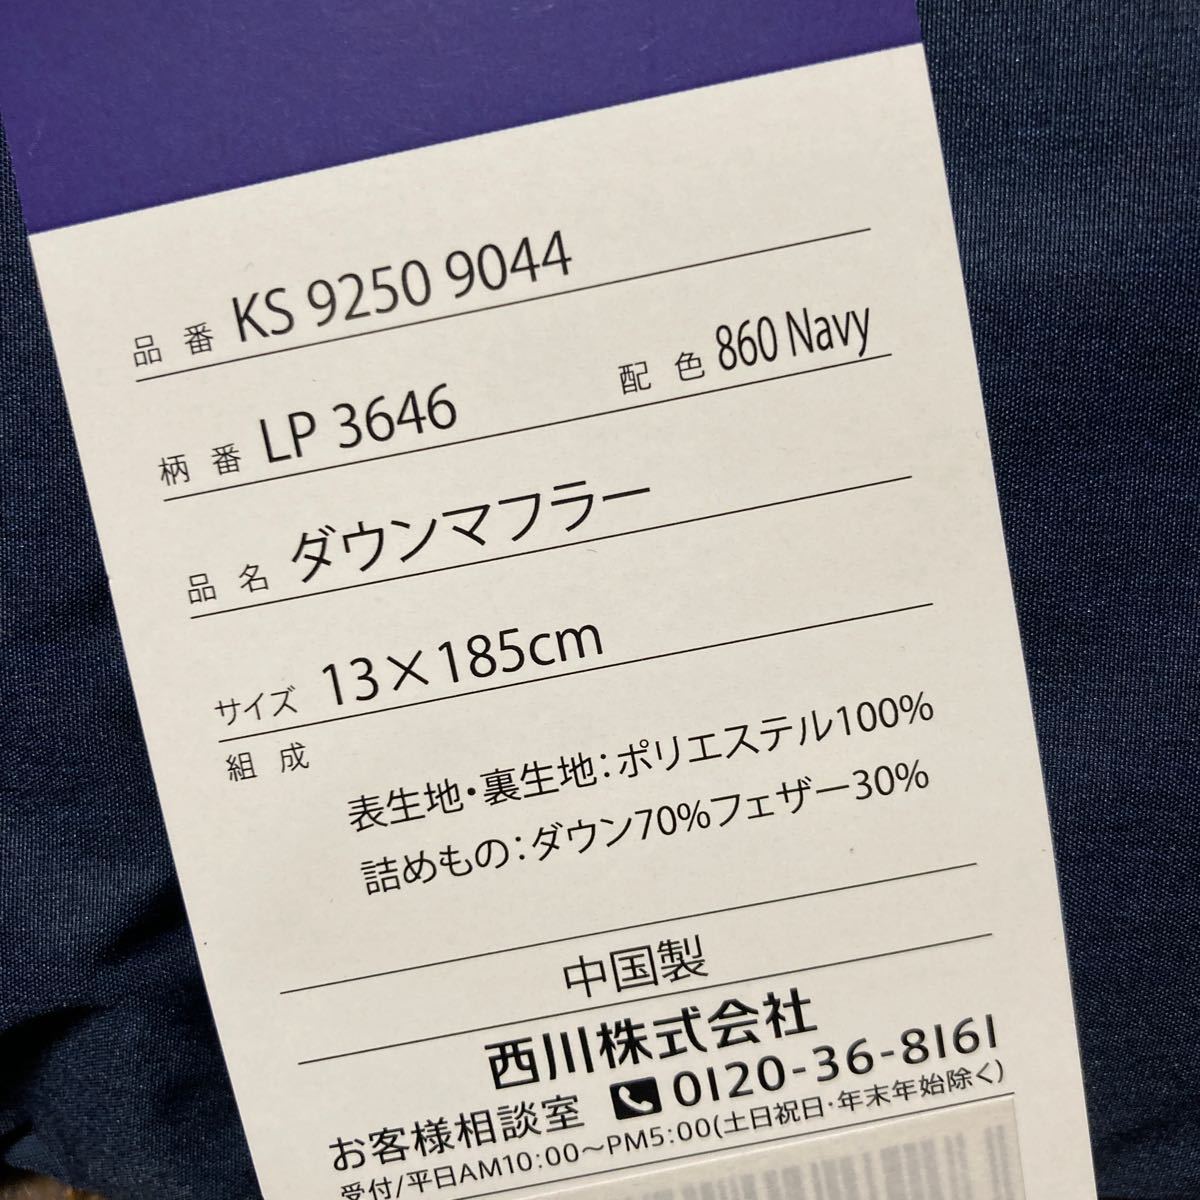 品番 KS 9250 9044
柄番 LP 3646 配色 860 Navy
品名 ダウンマフラー
サイズ 13×185cm
組成
表生地・裏生地:ポリエステル100%
詰めもの:ダウン70%フェザー30%
中国製
西川株式会社
お客様相談室 0120-36-8161
受付/平日AM10:00～PM5:00(土日祝日・年末年始除く)